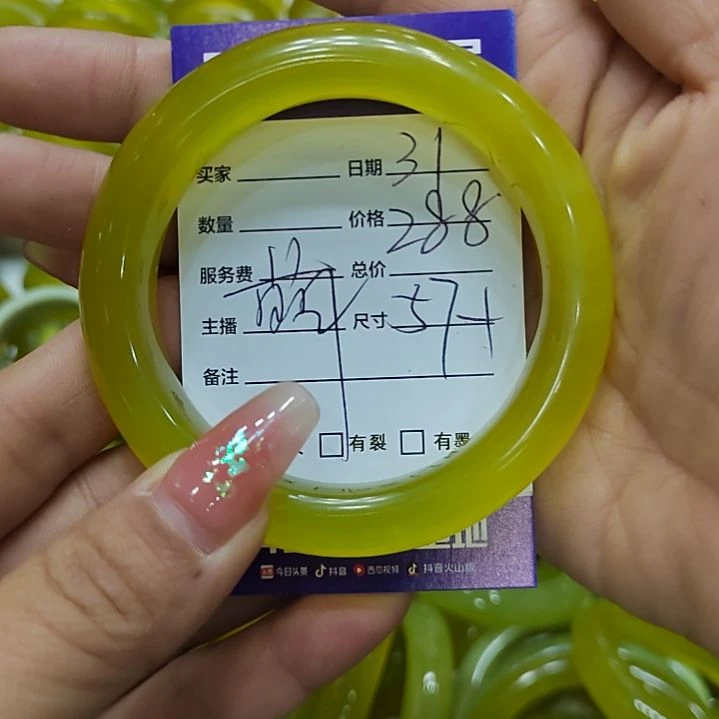 买家 日期 31
数量 价格 288
服务费 总价
主播 尺寸 57+
备注
有裂 有墨
今日头条 抖音 西瓜视频 抖音火山版